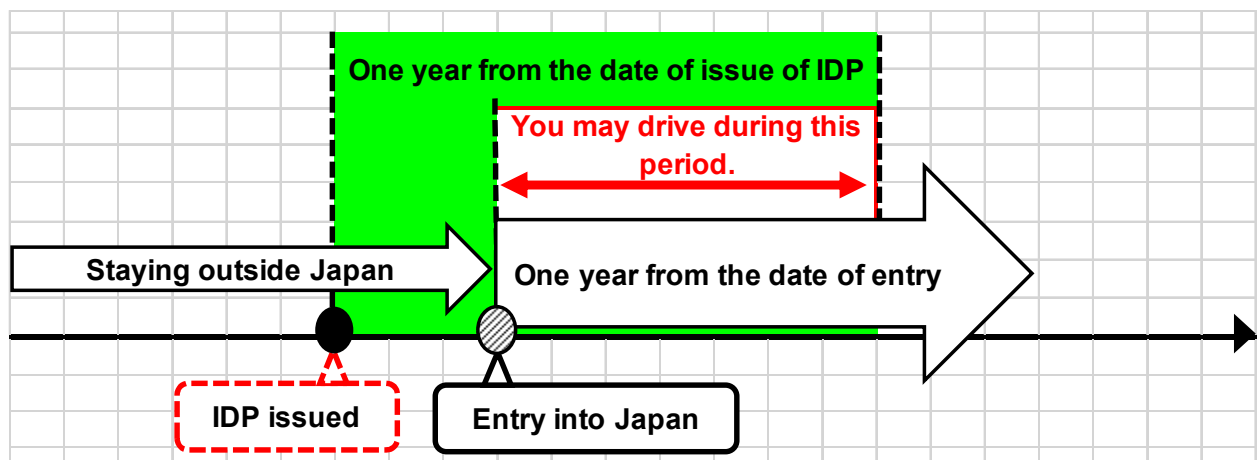 One year from the date of issue of IDP
You may drive during this
period.
Staying outside Japan
One year from the date of entry
IDP issued
Entry into Japan